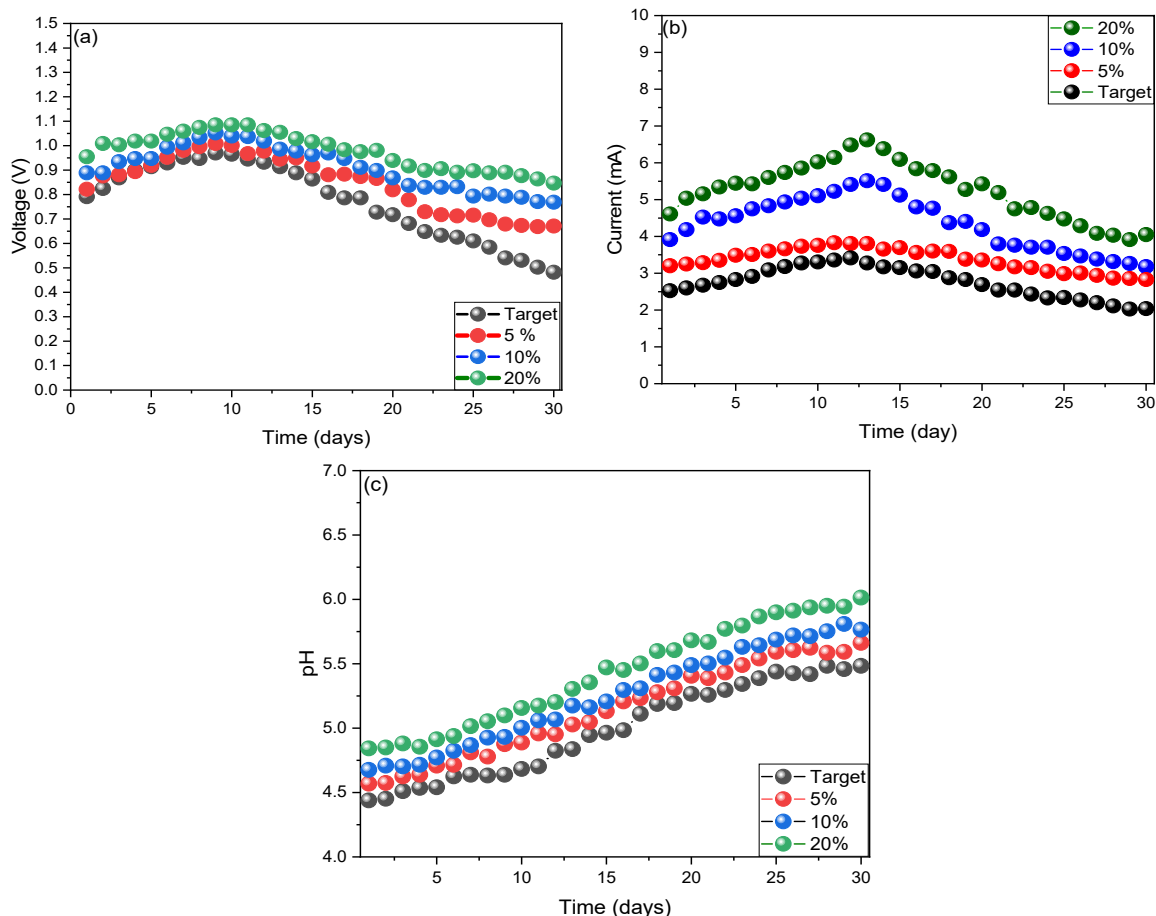 (a)
Voltage (V)
1.5
1.4
1.3
1.2
1.1
1.0
0.9
0.8
0.7
0.6
0.5
0.4
0.3
0.2
0.1
0.0
0 5 10 15 20 25 30
Time (days)
Target
5 %
10%
20%
(b)
Current (mA)
10
9
8
7
6
5
4
3
2
1
0
5 10 15 20 25 30
Time (day)
20%
10%
5%
Target
(c)
pH
7.0
6.5
6.0
5.5
5.0
4.5
4.0
5 10 15 20 25 30
Time (days)
Target
5%
10%
20%